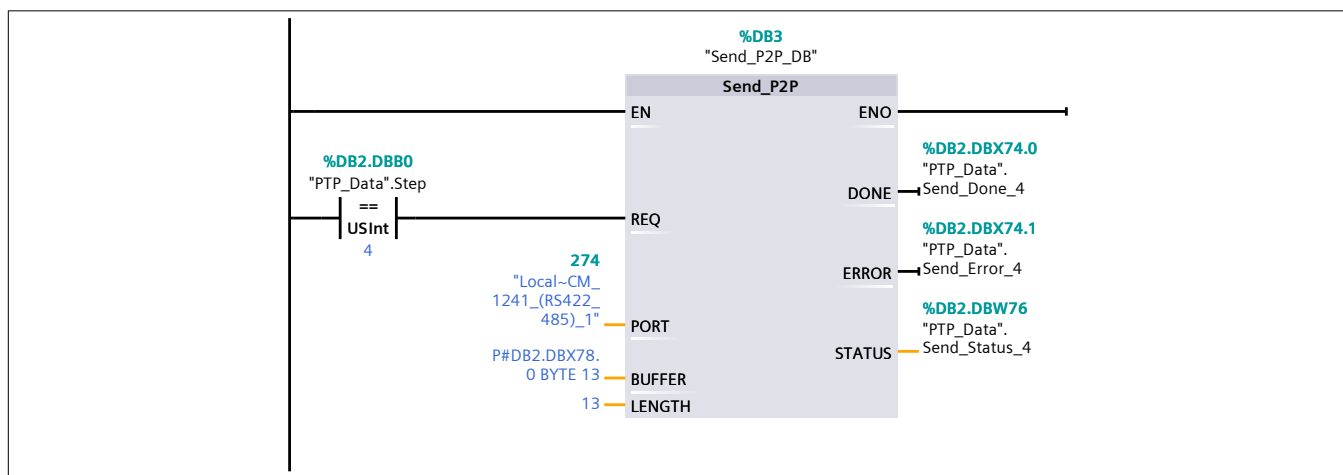 %DB3
"Send_P2P_DB"
Send_P2P
EN
ENO
%DB2.DBX74.0
"PTP_Data".
Send_Done_4
DONE
%DB2.DBB0
"PTP_Data".Step
==
USInt
4
REQ
%DB2.DBX74.1
"PTP_Data".
Send_Error_4
ERROR
274
"Local~CM_
1241_(RS422_
485)_1"
PORT
%DB2.DBW76
"PTP_Data".
Send_Status_4
STATUS
P#DB2.DBX78.
0 BYTE 13
BUFFER
13
LENGTH